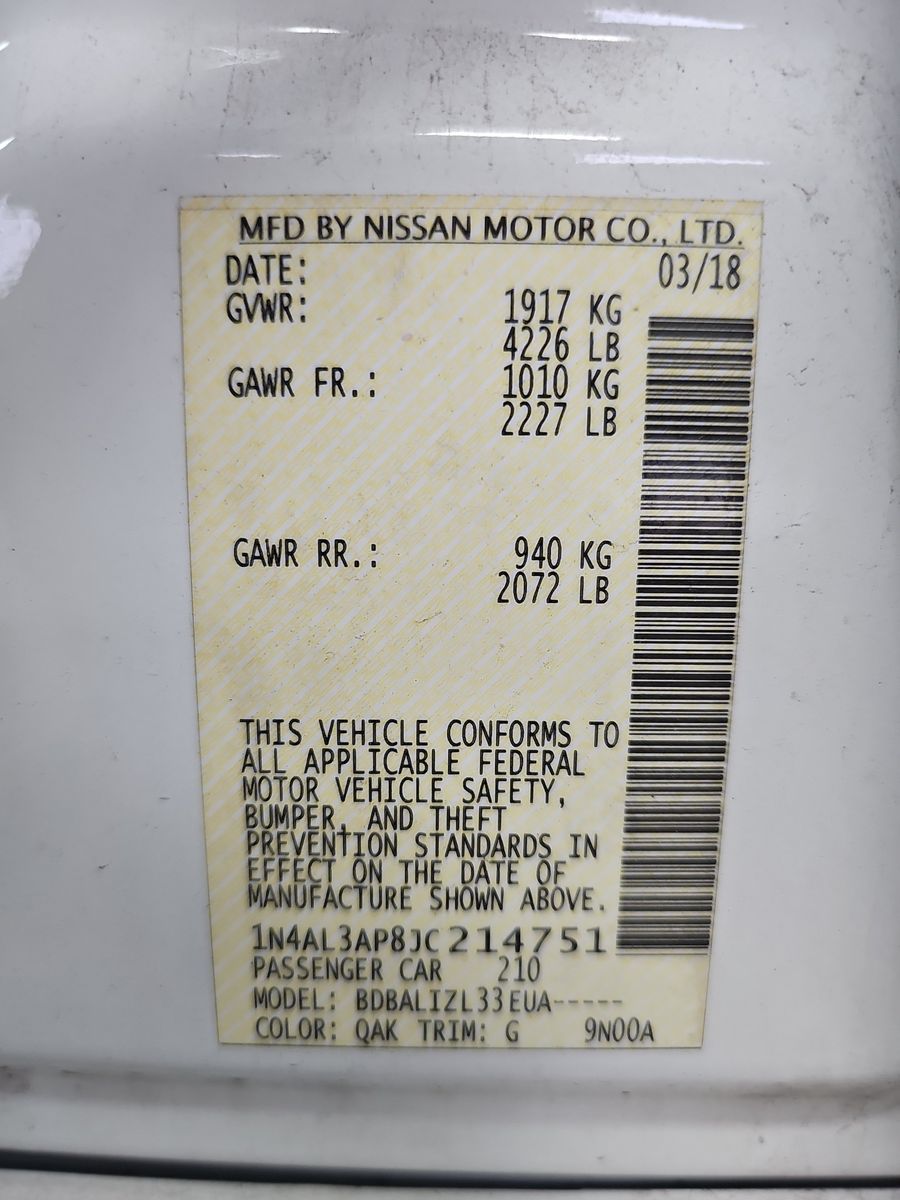 MFD BY NISSAN MOTOR CO., LTD.
DATE: 03/18
GVWR: 1917 KG
4226 LB
GAWR FR.: 1010 KG
2227 LB
GAWR RR.: 940 KG
2072 LB
THIS VEHICLE CONFORMS TO
ALL APPLICABLE FEDERAL
MOTOR VEHICLE SAFETY,
BUMPER, AND THEFT
PREVENTION STANDARDS IN
EFFECT ON THE DATE OF
MANUFACTURE SHOWN ABOVE.
1N4AL3AP8JC214751
PASSENGER CAR 210
MODEL: BDBALIZL33EUA-----
COLOR: QAK TRIM: G 9N00A